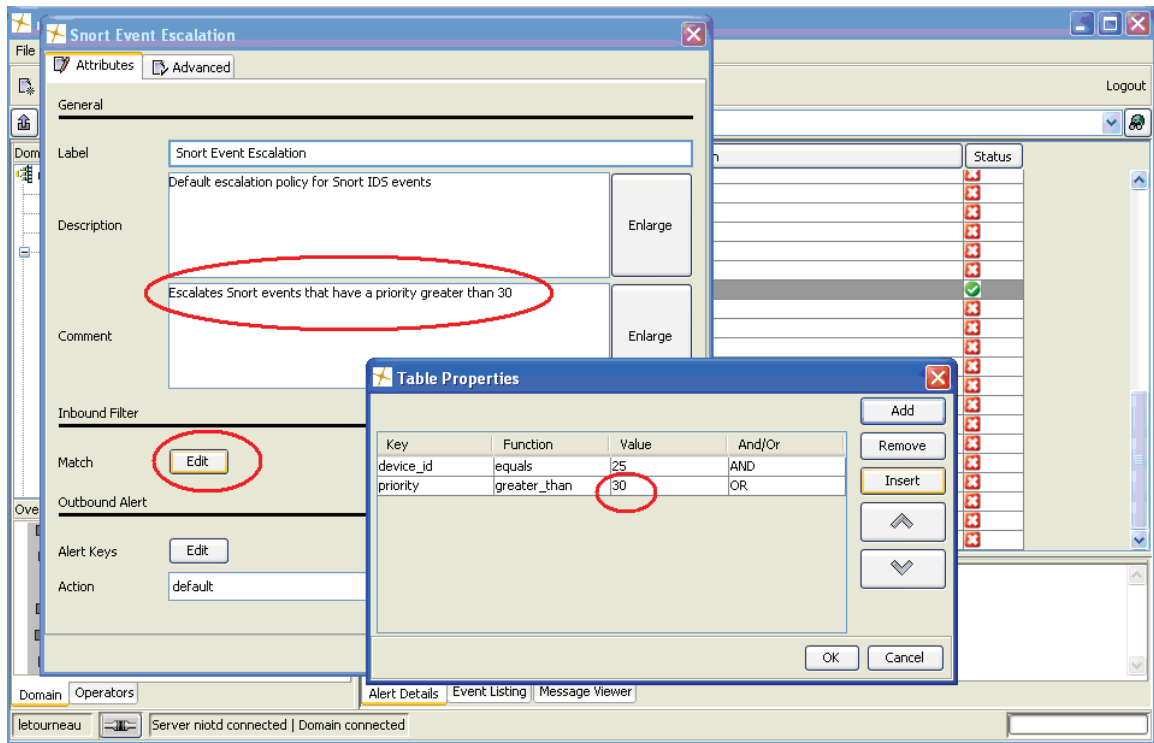 Snort Event Escalation
File
Attributes
Advanced
Logout
General
Label
Snort Event Escalation
Status
Description
Default escalation policy for Snort IDS events
Enlarge
Comment
Escalates Snort events that have a priority greater than 30
Enlarge
Table Properties
Inbound Filter
Add
Key Function Value And/Or
Remove
Match
Edit
device_id equals 25 AND
priority greater_than 30 OR
Insert
Outbound Alert
Alert Keys
Edit
Action
default
OK
Cancel
Domain
Operators
Alert Details
Event Listing
Message Viewer
letourneau
Server niotd connected | Domain connected